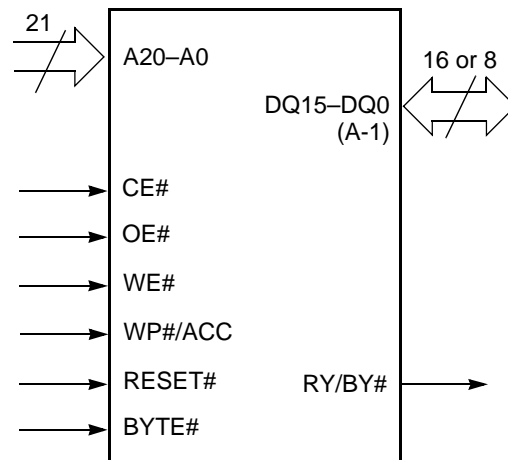 21
A20–A0
16 or 8
DQ15–DQ0
(A-1)
CE#
OE#
WE#
WP#/ACC
RESET#
RY/BY#
BYTE#